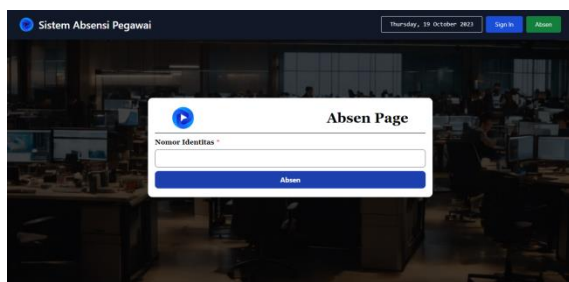 Sistem Absensi Pegawai
Thursday, 19 October 2023
Sign In
Absen
Absen Page
Nomor Identitas *
Absen